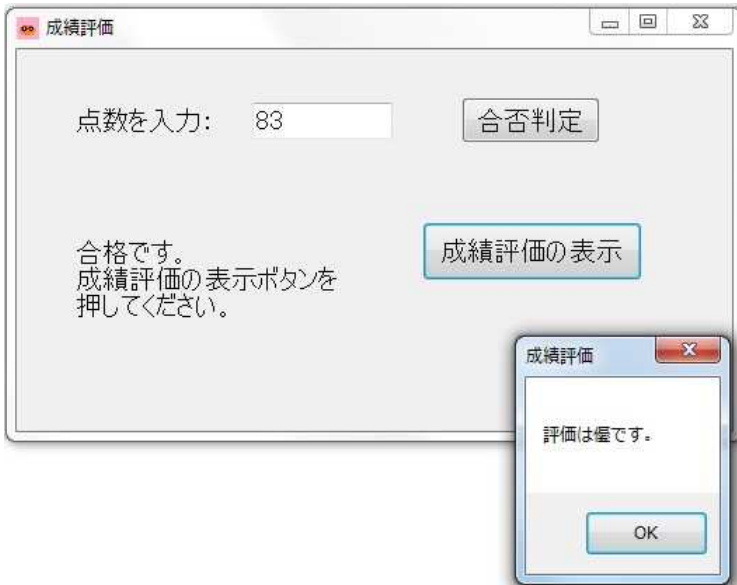 成績評価
点数を入力: 83 合否判定
合格です。
成績評価の表示ボタンを
押してください。
成績評価の表示
成績評価
評価は優です。
OK